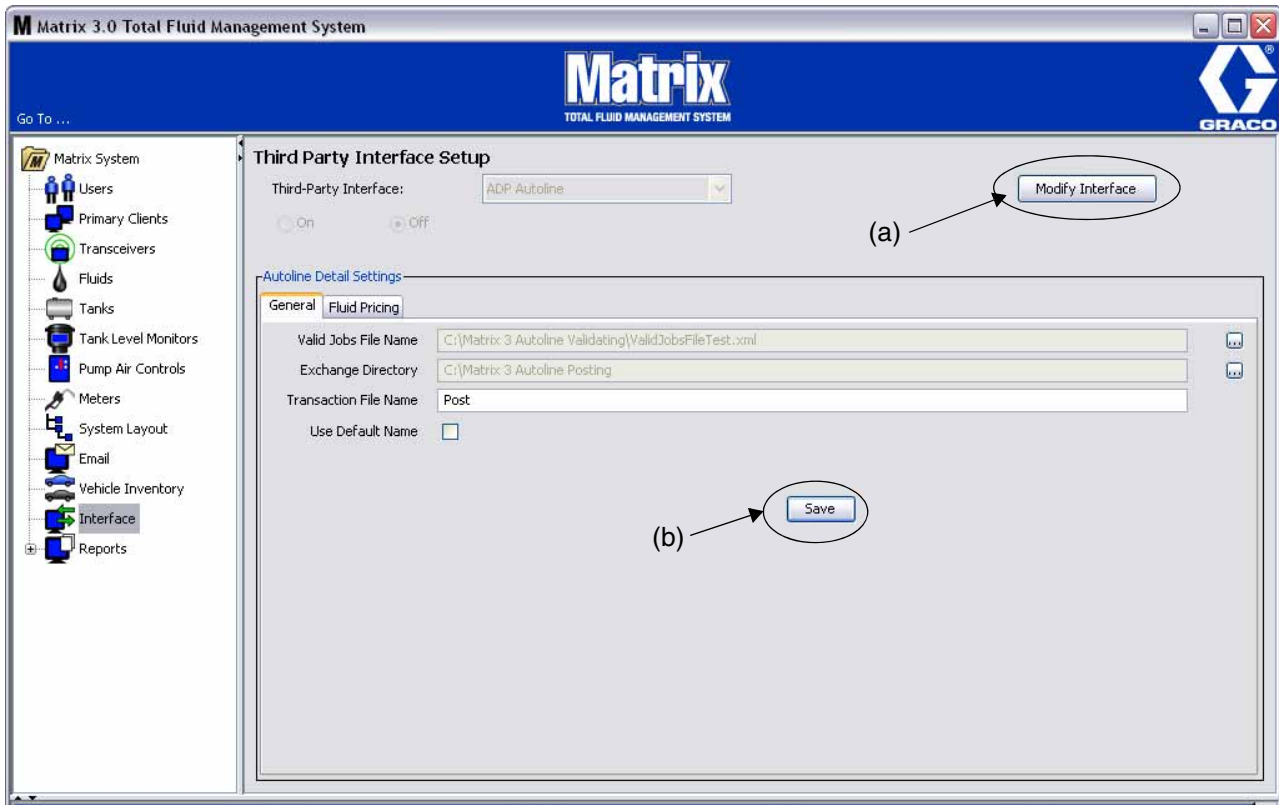 M Matrix 3.0 Total Fluid Management System
Matrix
TOTAL FLUID MANAGEMENT SYSTEM
Go To ...
GRACO
®
Matrix System
Users
Primary Clients
Transceivers
Fluids
Tanks
Tank Level Monitors
Pump Air Controls
Meters
System Layout
Email
Vehicle Inventory
Interface
Reports
Third Party Interface Setup
Third-Party Interface: ADP Autoline
Modify Interface
On Off
(a)
Autoline Detail Settings
General Fluid Pricing
Valid Jobs File Name C:\Matrix 3 Autoline Validating\ValidJobsFileTest.xml ...
Exchange Directory C:\Matrix 3 Autoline Posting ...
Transaction File Name Post
Use Default Name
Save
(b)